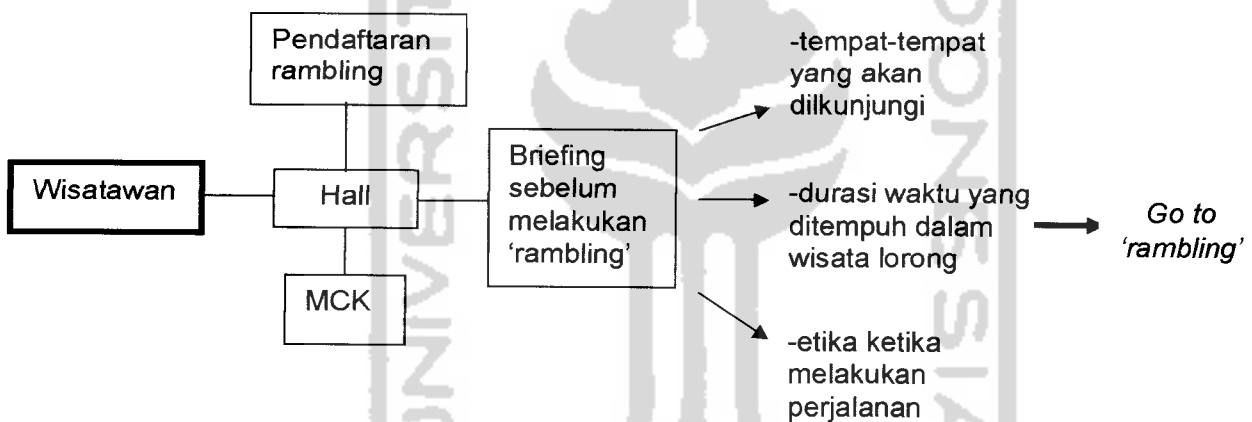 Pendaftaran
rambling
Wisatawan
Hall
MCK
Briefing
sebelum
melakukan
'rambling'
-tempat-tempat
yang akan
dilkunjungi
-durasi waktu yang
ditempuh dalam
wisata lorong
-etika ketika
melakukan
perjalanan
Go to
'rambling'